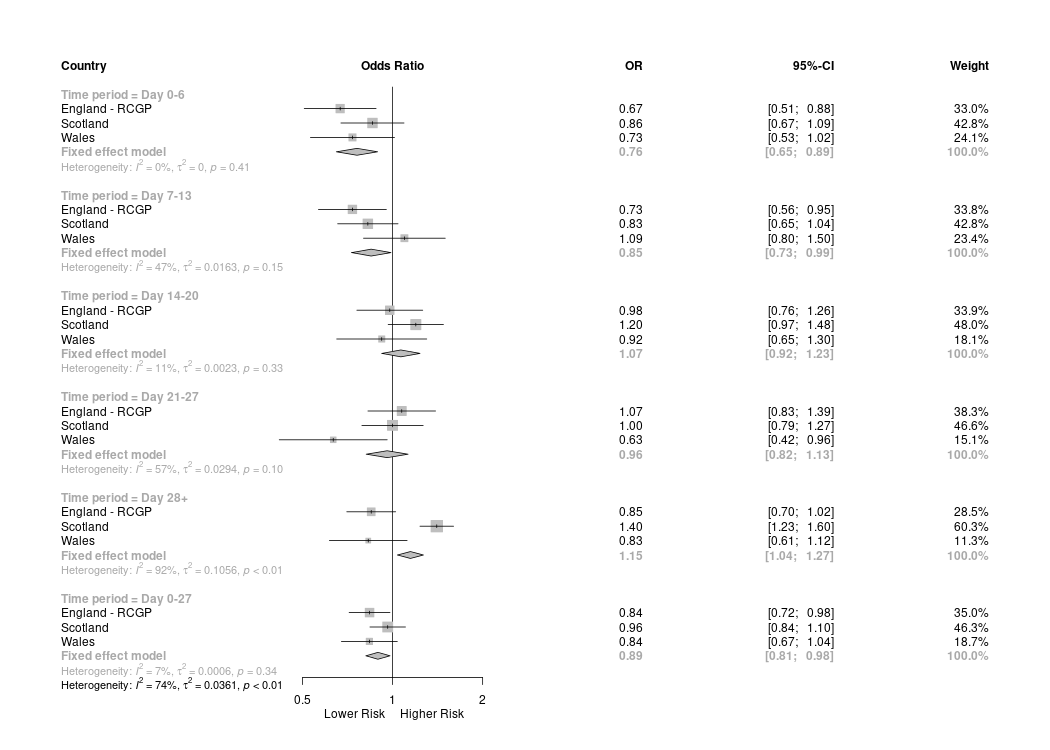 Country Odds Ratio OR 95%-CI Weight
Time period = Day 0-6
England - RCGP 0.67 [0.51; 0.88] 33.0%
Scotland 0.86 [0.67; 1.09] 42.8%
Wales 0.73 [0.53; 1.02] 24.1%
Fixed effect model 0.76 [0.65; 0.89] 100.0%
Heterogeneity: I² = 0%, τ² = 0, p = 0.41
Time period = Day 7-13
England - RCGP 0.73 [0.56; 0.95] 33.8%
Scotland 0.83 [0.65; 1.04] 42.8%
Wales 1.09 [0.80; 1.50] 23.4%
Fixed effect model 0.85 [0.73; 0.99] 100.0%
Heterogeneity: I² = 47%, τ² = 0.0163, p = 0.15
Time period = Day 14-20
England - RCGP 0.98 [0.76; 1.26] 33.9%
Scotland 1.20 [0.97; 1.48] 48.0%
Wales 0.92 [0.65; 1.30] 18.1%
Fixed effect model 1.07 [0.92; 1.23] 100.0%
Heterogeneity: I² = 11%, τ² = 0.0023, p = 0.33
Time period = Day 21-27
England - RCGP 1.07 [0.83; 1.39] 38.3%
Scotland 1.00 [0.79; 1.27] 46.6%
Wales 0.63 [0.42; 0.96] 15.1%
Fixed effect model 0.96 [0.82; 1.13] 100.0%
Heterogeneity: I² = 57%, τ² = 0.0294, p = 0.10
Time period = Day 28+
England - RCGP 0.85 [0.70; 1.02] 28.5%
Scotland 1.40 [1.23; 1.60] 60.3%
Wales 0.83 [0.61; 1.12] 11.3%
Fixed effect model 1.15 [1.04; 1.27] 100.0%
Heterogeneity: I² = 92%, τ² = 0.1056, p < 0.01
Time period = Day 0-27
England - RCGP 0.84 [0.72; 0.98] 35.0%
Scotland 0.96 [0.84; 1.10] 46.3%
Wales 0.84 [0.67; 1.04] 18.7%
Fixed effect model 0.89 [0.81; 0.98] 100.0%
Heterogeneity: I² = 7%, τ² = 0.0006, p = 0.34
Heterogeneity: I² = 74%, τ² = 0.0361, p < 0.01
0.5 1 2
Lower Risk Higher Risk